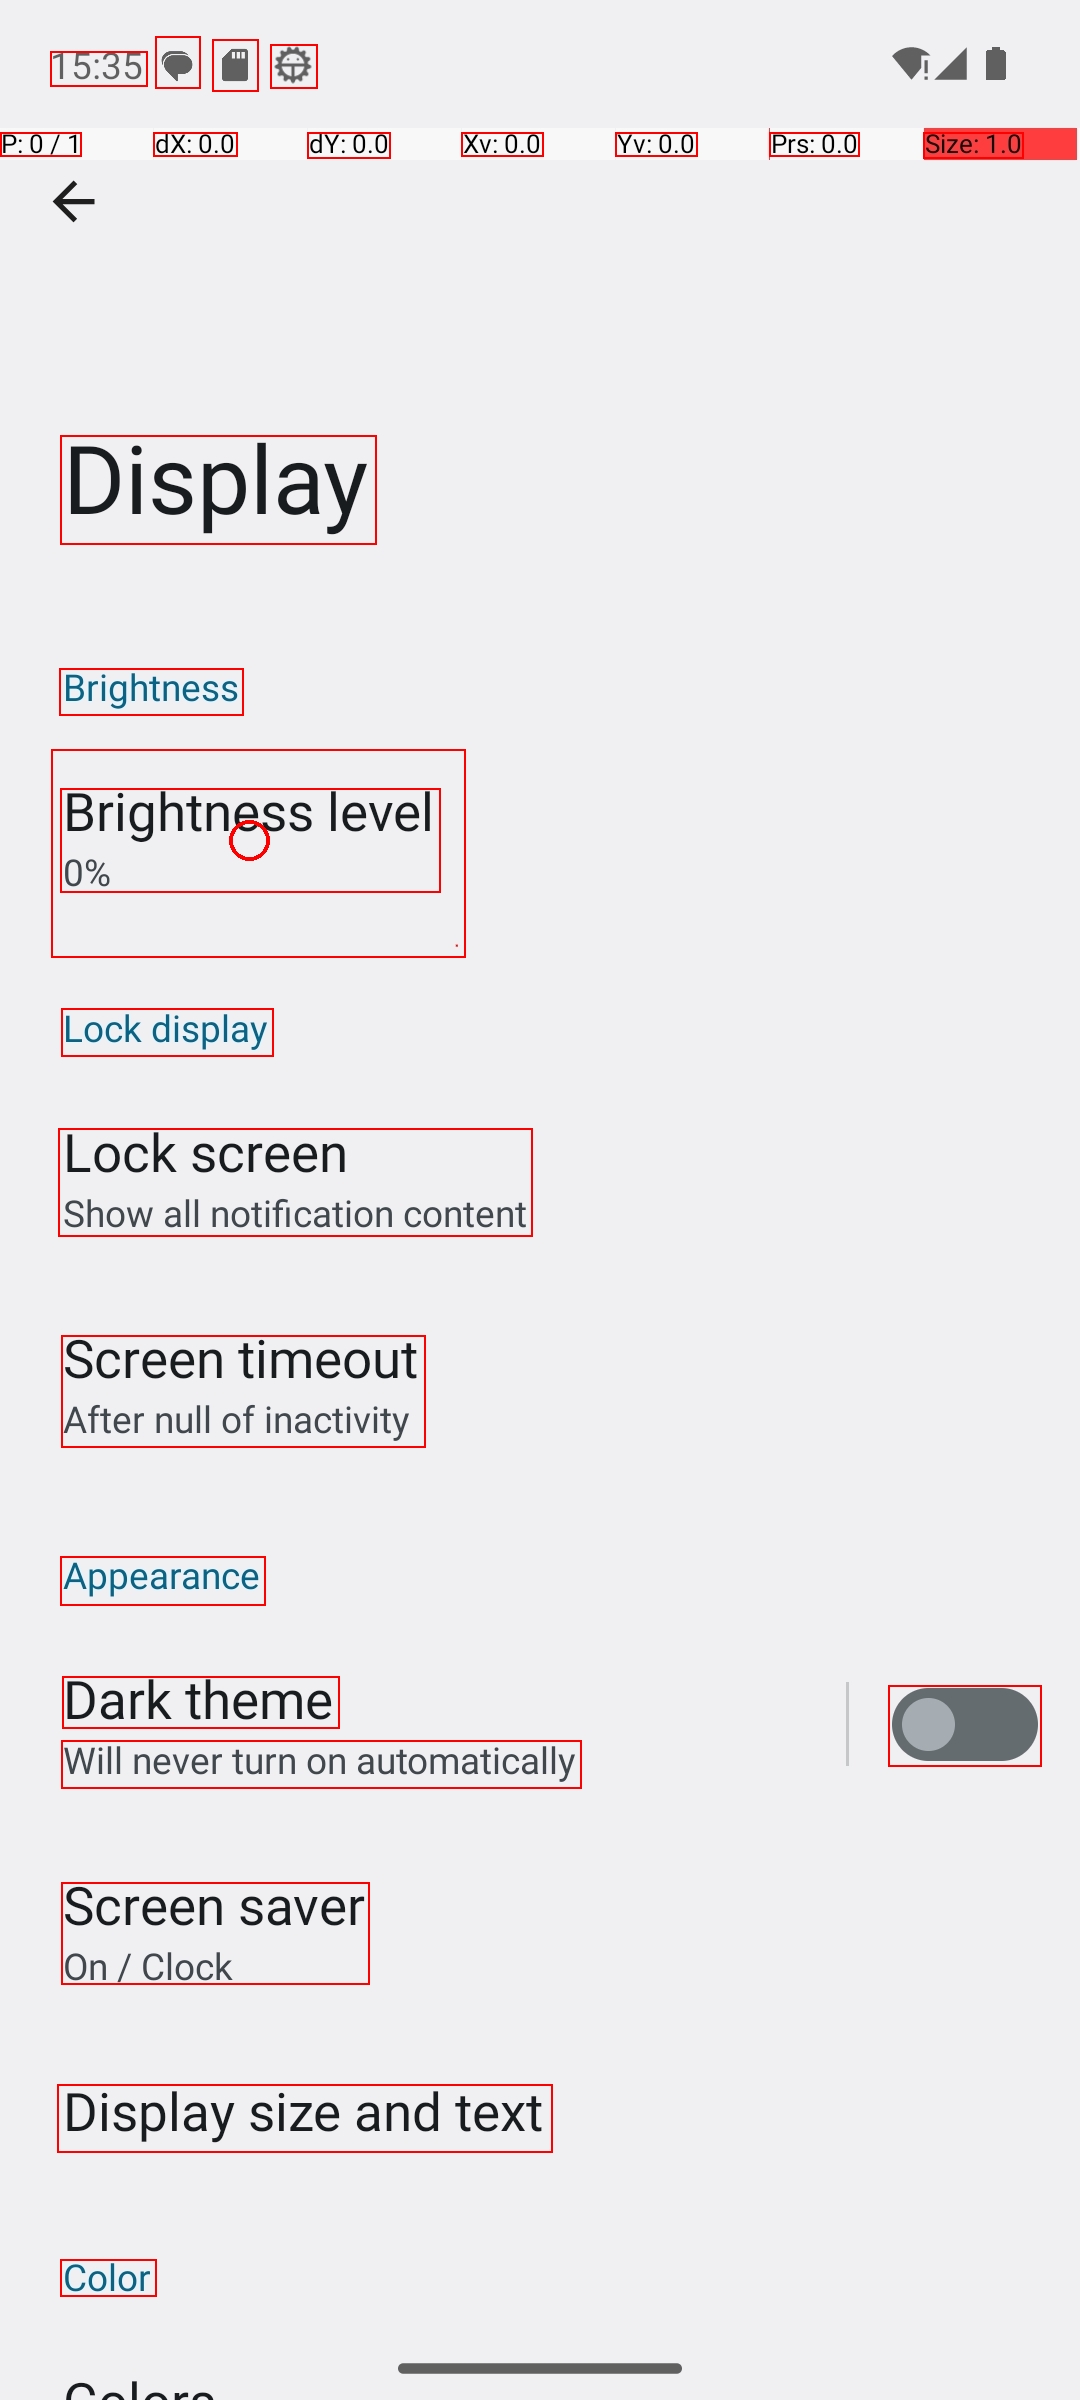 15:35
P: 0 / 1 dX: 0.0 dY: 0.0 Xv: 0.0 Yv: 0.0 Prs: 0.0 Size: 1.0
Display
Brightness
Brightness level
0%
Lock display
Lock screen
Show all notification content
Screen timeout
After null of inactivity
Appearance
Dark theme
Will never turn on automatically
Screen saver
On / Clock
Display size and text
Color
Colors